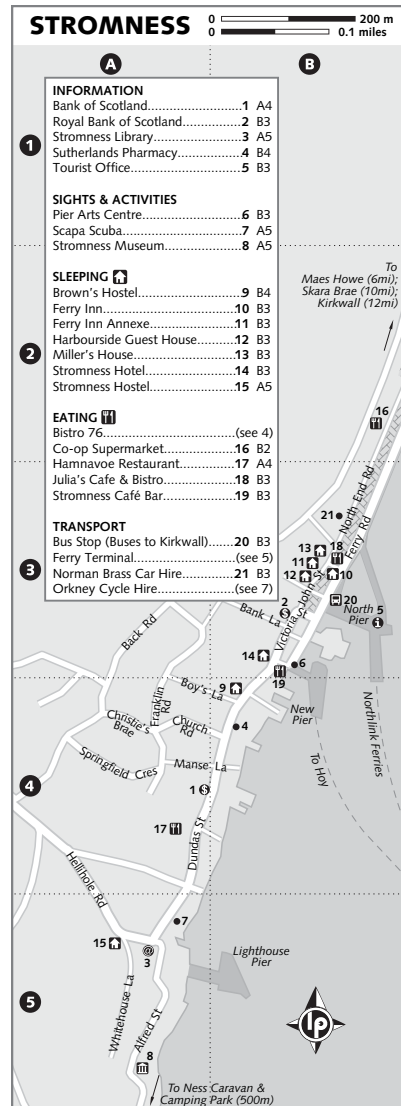 STROMNESS
0 200 m
0 0.1 miles
A
B
1
INFORMATION
Bank of Scotland......................1 A4
Royal Bank of Scotland............2 B3
Stromness Library....................3 A5
Sutherlands Pharmacy.............4 B4
Tourist Office...........................5 B3
SIGHTS & ACTIVITIES
Pier Arts Centre........................6 B3
Scapa Scuba............................7 A5
Stromness Museum..................8 A5
SLEEPING
Brown's Hostel.........................9 B4
Ferry Inn................................10 B3
Ferry Inn Annexe....................11 B3
Harbourside Guest House.......12 B3
Miller's House.........................13 B3
Stromness Hotel.....................14 B3
Stromness Hostel....................15 A5
EATING
Bistro 76..............................(see 4)
Co-op Supermarket................16 B2
Hamnavoe Restaurant............17 A4
Julia's Cafe & Bistro................18 B3
Stromness Café Bar................19 B3
TRANSPORT
Bus Stop (Buses to Kirkwall)....20 B3
Ferry Terminal......................(see 5)
Norman Brass Car Hire...........21 B3
Orkney Cycle Hire.................(see 7)
To
Maes Howe (6mi);
Skara Brae (10mi);
Kirkwall (12mi)
2
16
North End Rd
21
Ferry Rd
13
18
11
12
10
3
John St
Victoria St
20
North
Pier
5
2
Bank La
Back Rd
14
6
19
Boy's La
9
Franklin
Rd
New
Pier
Northlink Ferries
To Hoy
Christie's
Brae
Church
Rd
4
Springfield Cres
Manse La
4
1
17
Dundas St
Hellihole Rd
7
15
3
Lighthouse
Pier
Whitehouse La
5
Alfred St
8
lp
To Ness Caravan &
Camping Park (500m)